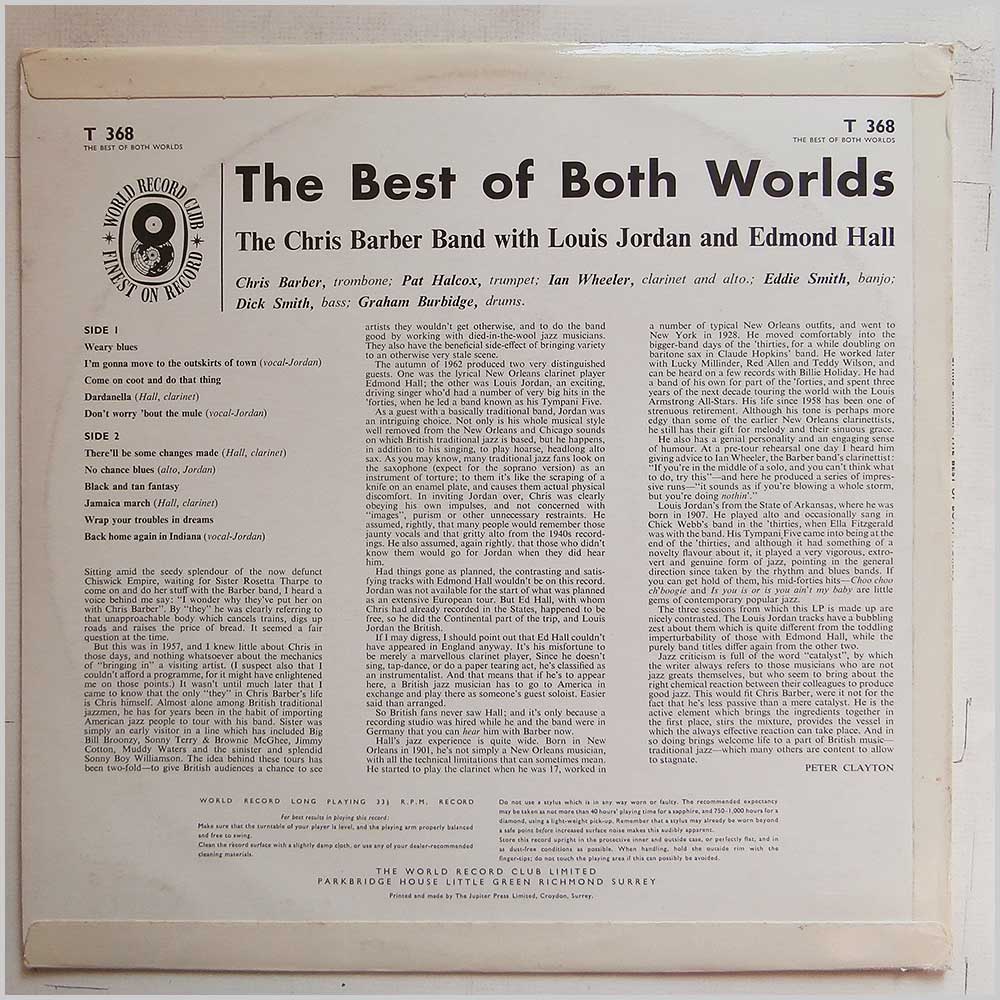 T 368
THE BEST OF BOTH WORLDS
T 368
THE BEST OF BOTH WORLDS
WORLD RECORD CLUB
FINEST ON RECORD
The Best of Both Worlds
The Chris Barber Band with Louis Jordan and Edmond Hall
Chris Barber, trombone; Pat Halcox, trumpet; Ian Wheeler, clarinet and alto.; Eddie Smith, banjo;
Dick Smith, bass; Graham Burbidge, drums.
SIDE 1
Weary blues
I'm gonna move to the outskirts of town (vocal-Jordan)
Come on coot and do that thing
Dardanella (Hall, clarinet)
Don't worry 'bout the mule (vocal-Jordan)
SIDE 2
There'll be some changes made (Hall, clarinet)
No chance blues (alto, Jordan)
Black and tan fantasy
Jamaica march (Hall, clarinet)
Wrap your troubles in dreams
Back home again in Indiana (vocal-Jordan)
Sitting amid the seedy splendour of the now defunct
Chiswick Empire, waiting for Sister Rosetta Tharpe to
come on and do her stuff with the Barber band, I heard a
voice behind me say: "I wonder why they've put her on
with Chris Barber". By "they" he was clearly referring to
that unapproachable body which cancels trains, digs up
roads and raises the price of bread. It seemed a fair
question at the time.
But this was in 1957, and I knew little about Chris in
those days, and nothing whatsoever about the mechanics
of "bringing in" a visiting artist. (I suspect also that I
couldn't afford a programme, for it might have enlightened
me on those points.) It wasn't until much later that I
came to know that the only "they" in Chris Barber's life
is Chris himself. Almost alone among British traditional
jazzmen, he has for years been in the habit of importing
American jazz people to tour with his band. Sister was
simply an early visitor in a line which has included Big
Bill Broonzy, Sonny Terry & Brownie McGhee, Jimmy
Cotton, Muddy Waters and the sinister and splendid
Sonny Boy Williamson. The idea behind these tours has
been two-fold—to give British audiences a chance to see
artists they wouldn't get otherwise, and to do the band
good by working with died-in-the-wool jazz musicians.
They also have the beneficial side-effect of bringing variety
to an otherwise very stale scene.
The autumn of 1962 produced two very distinguished
guests. One was the lyrical New Orleans clarinet player
Edmond Hall; the other was Louis Jordan, an exciting,
driving singer who'd had a number of very big hits in the
'forties, when he led a band known as his Tympani Five.
As a guest with a basically traditional band, Jordan was
an intriguing choice. Not only is his whole musical style
well removed from the New Orleans and Chicago sounds
on which British traditional jazz is based, but he happens,
in addition to his singing, to play hoarse, headlong alto
sax. As you may know, many traditional jazz fans look on
the saxophone (expect for the soprano version) as an
instrument of torture; to them it's like the scraping of a
knife on an enamel plate, and causes them actual physical
discomfort. In inviting Jordan over, Chris was clearly
obeying his own impulses, and not concerned with
"images", purism or other unnecessary restraints. He
assumed, rightly, that many people would remember those
jaunty vocals and that gritty alto from the 1940s record-
ings. He also assumed, again rightly, that those who didn't
know them would go for Jordan when they did hear
him.
Had things gone as planned, the contrasting and satis-
fying tracks with Edmond Hall wouldn't be on this record.
Jordan was not available for the start of what was planned
as an extensive European tour. But Ed Hall, with whom
Chris had already recorded in the States, happened to be
free, so he did the Continental part of the trip, and Louis
Jordan the British.
If I may digress, I should point out that Ed Hall couldn't
have appeared in England anyway. It's his misfortune to
be merely a marvellous clarinet player, Since he doesn't
sing, tap-dance, or do a paper tearing act, he's classified as
an instrumentalist. And that means that if he's to appear
here, a British jazz musician has to go to America in
exchange and play there as someone's guest soloist. Easier
said than arranged.
So British fans never saw Hall; and it's only because a
recording studio was hired while he and the band were in
Germany that you can hear him with Barber now.
Hall's jazz experience is quite wide. Born in New
Orleans in 1901, he's not simply a New Orleans musician,
with all the technical limitations that can sometimes mean.
He started to play the clarinet when he was 17, worked in
a number of typical New Orleans outfits, and went to
New York in 1928. He moved comfortably into the
bigger-band days of the 'thirties, for a while doubling on
baritone sax in Claude Hopkins' band. He worked later
with Lucky Millinder, Red Allen and Teddy Wilson, and
can be heard on a few records with Billie Holiday. He had
a band of his own for part of the 'forties, and spent three
years of the next decade touring the world with the Louis
Armstrong All-Stars. His life since 1958 has been one of
strenuous retirement. Although his tone is perhaps more
edgy than some of the earlier New Orleans clarinettists,
he still has their gift for melody and their sinuous grace.
He also has a genial personality and an engaging sense
of humour. At a pre-tour rehearsal one day I heard him
giving advice to Ian Wheeler, the Barber band's clarinettist:
"If you're in the middle of a solo, and you can't think what
to do, try this"—and here he produced a series of impres-
sive runs—"it sounds as if you're blowing a whole storm,
but you're doing nothin'."
Louis Jordan's from the State of Arkansas, where he was
born in 1907. He played alto and occasionally sang in
Chick Webb's band in the 'thirties, when Ella Fitzgerald
was with the band. His Tympani Five came into being at the
end of the 'thirties, and although it had something of a
novelty flavour about it, it played a very vigorous, extro-
vert and genuine form of jazz, pointing in the general
direction since taken by the rhythm and blues bands. If
you can get hold of them, his mid-forties hits—Choo choo
ch'boogie and Is you is or is you ain't my baby are little
gems of contemporary popular jazz.
The three sessions from which this LP is made up are
nicely contrasted. The Louis Jordan tracks have a bubbling
zest about them which is quite different from the toddling
imperturbability of those with Edmond Hall, while the
purely band titles differ again from the other two.
Jazz criticism is full of the word "catalyst", by which
the writer always refers to those musicians who are not
jazz greats themselves, but who seem to bring about the
right chemical reaction between their colleagues to produce
good jazz. This would fit Chris Barber, were it not for the
fact that he's less passive than a mere catalyst. He is the
active element which brings the ingredients together in
the first place, stirs the mixture, provides the vessel in
which the always effective reaction can take place. And in
so doing brings welcome life to a part of British music—
traditional jazz—which many others are content to allow
to stagnate.
PETER CLAYTON
WORLD RECORD LONG PLAYING 33⅓ R.P.M. RECORD
For best results in playing this record:
Make sure that the turntable of your player is level, and the playing arm properly balanced
and free to swing.
Clean the record surface with a slightly damp cloth, or use any of your dealer-recommended
cleaning materials.
Do not use a stylus which is in any way worn or faulty. The recommended expectancy
may be taken as not more than 40 hours' playing time for a sapphire, and 750-1,000 hours for a
diamond, using a light-weight pick-up. Remember that a stylus may already be worn beyond
a safe point before increased surface noise makes this audibly apparent.
Store this record upright in the protective inner and outside case, or perfectly flat, and in
as dust-free conditions as possible. When handling, hold the outside rim with the
finger-tips; do not touch the playing area if this can possibly be avoided.
THE WORLD RECORD CLUB LIMITED
PARKBRIDGE HOUSE LITTLE GREEN RICHMOND SURREY
Printed and made by The Jupiter Press Limited, Croydon, Surrey.